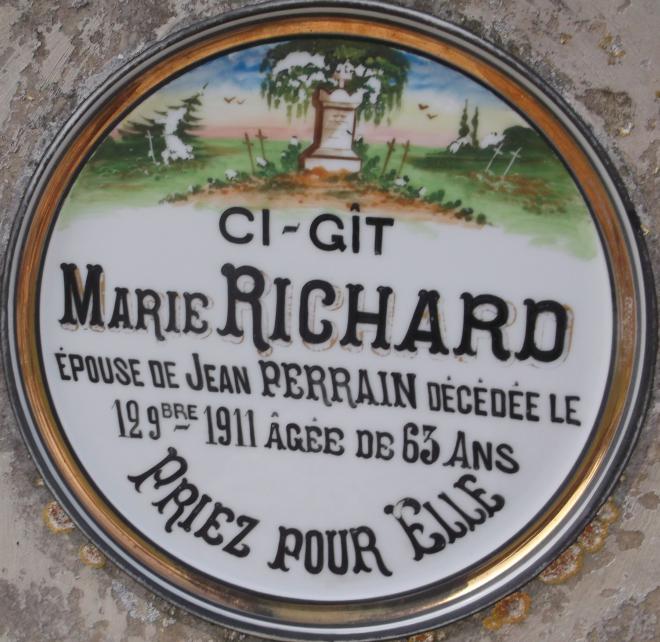 CI-GÎT
MARIE RICHARD
ÉPOUSE DE JEAN PERRAIN DÉCÉDÉE LE
12 9BRE 1911 ÂGÉE DE 63 ANS
PRIEZ POUR ELLE